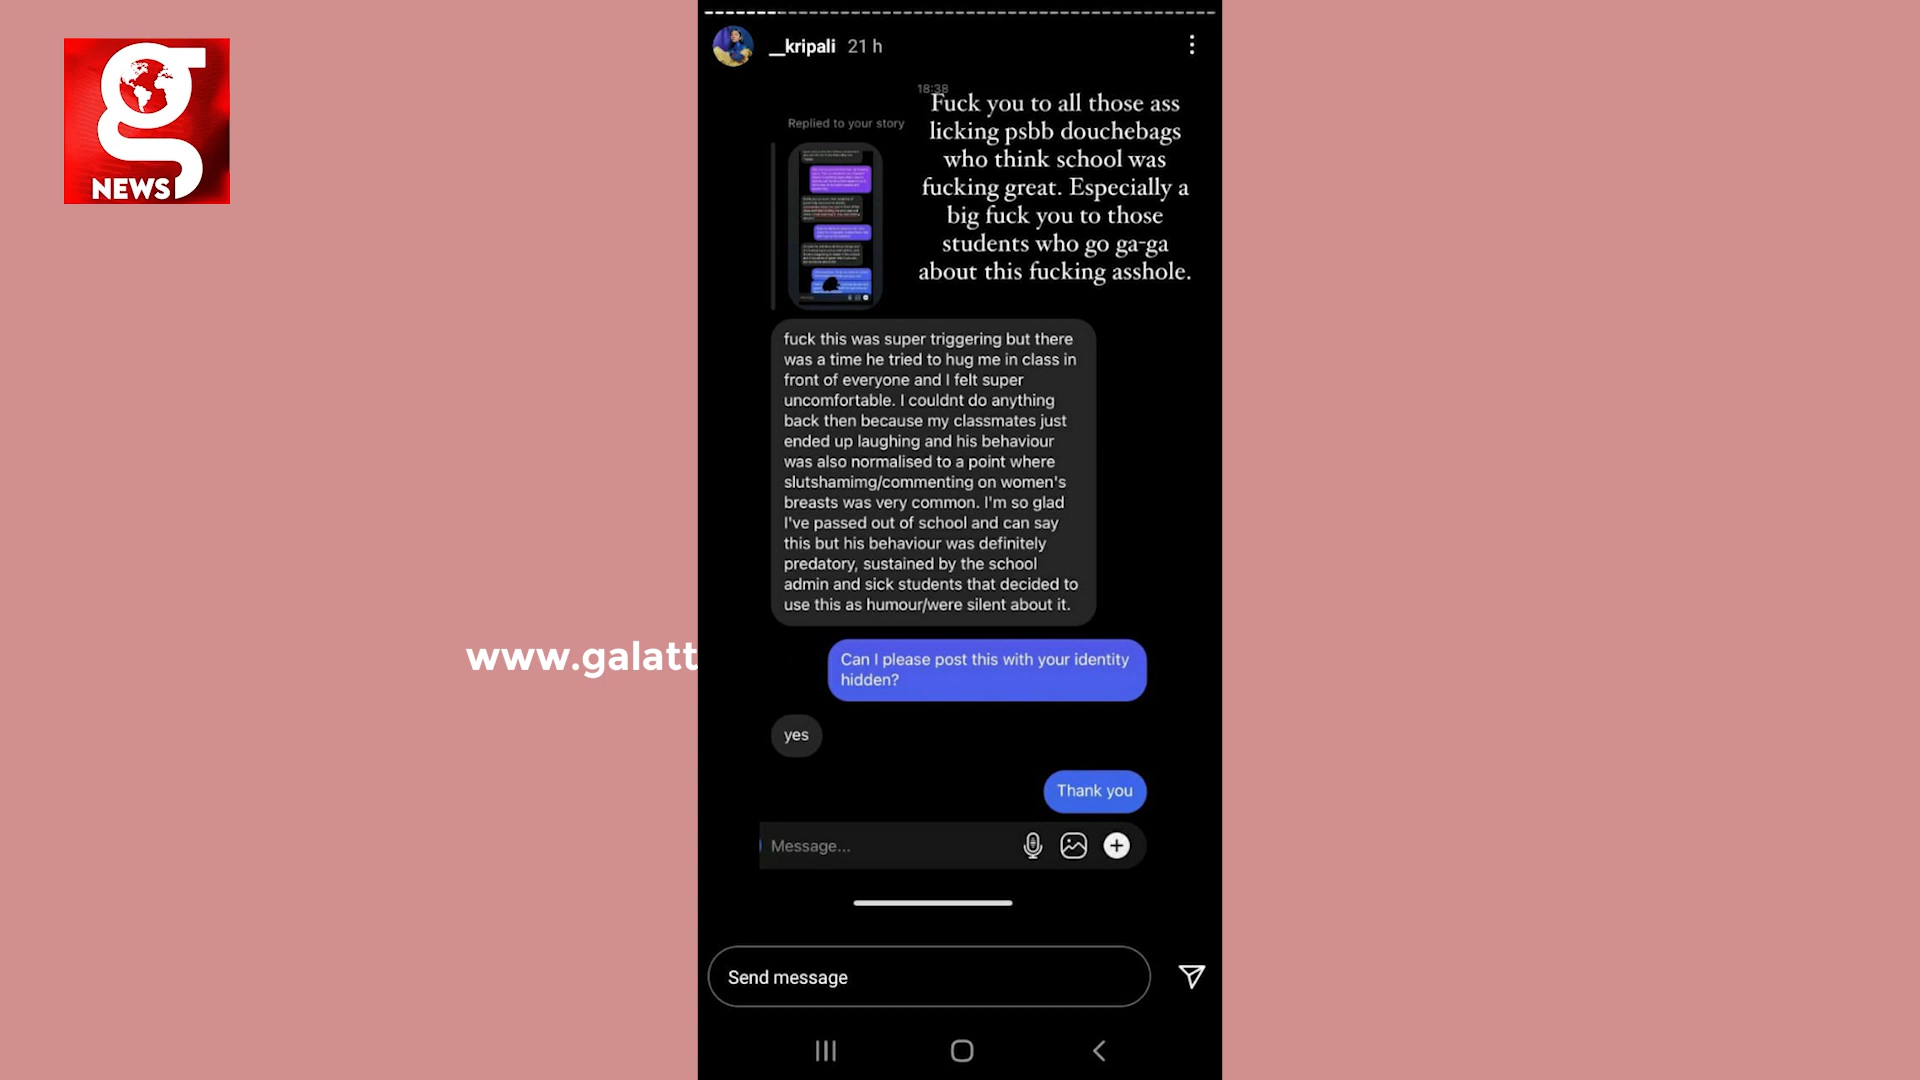 NEWS
www.galatt
__kripali 21 h
18:38
Fuck you to all those ass
licking psbb douchebags
who think school was
fucking great. Especially a
big fuck you to those
students who go ga-ga
about this fucking asshole.
Replied to your story
fuck this was super triggering but there
was a time he tried to hug me in class in
front of everyone and I felt super
uncomfortable. I couldnt do anything
back then because my classmates just
ended up laughing and his behaviour
was also normalised to a point where
slutshamimg/commenting on women's
breasts was very common. I'm so glad
I've passed out of school and can say
this but his behaviour was definitely
predatory, sustained by the school
admin and sick students that decided to
use this as humour/were silent about it.
Can I please post this with your identity
hidden?
yes
Thank you
Message...
Send message